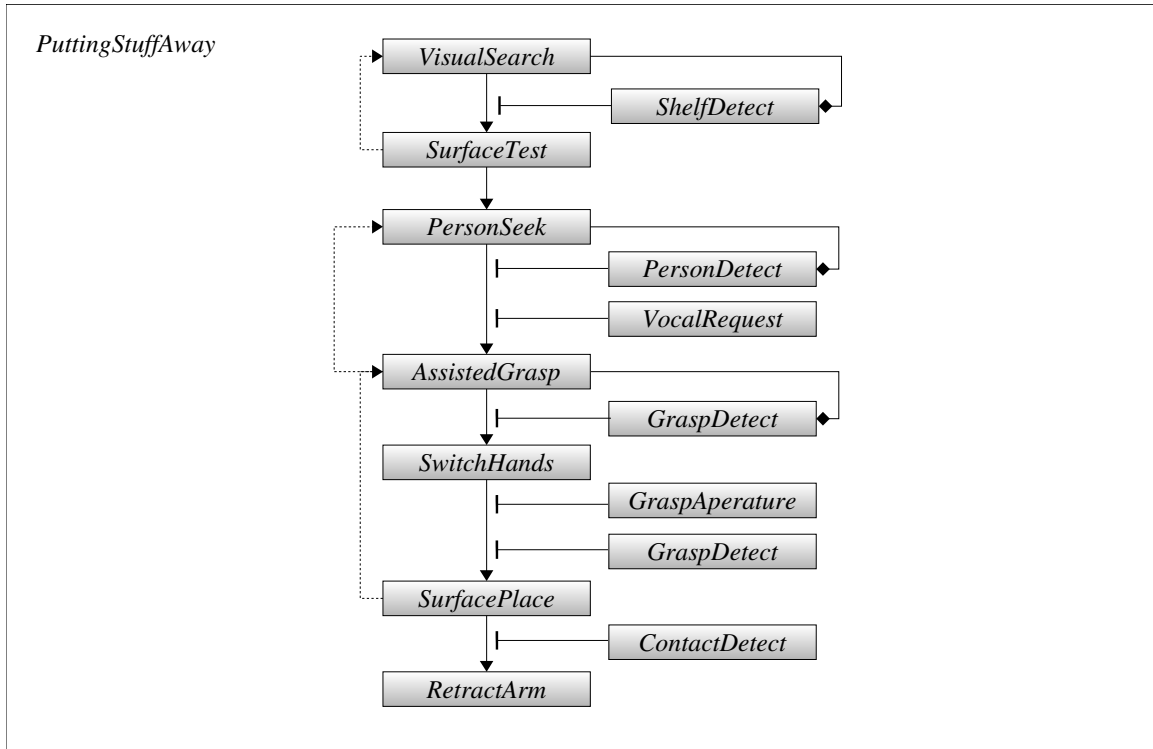 PuttingStuffAway
VisualSearch
ShelfDetect
SurfaceTest
PersonSeek
PersonDetect
VocalRequest
AssistedGrasp
GraspDetect
SwitchHands
GraspAperature
GraspDetect
SurfacePlace
ContactDetect
RetractArm